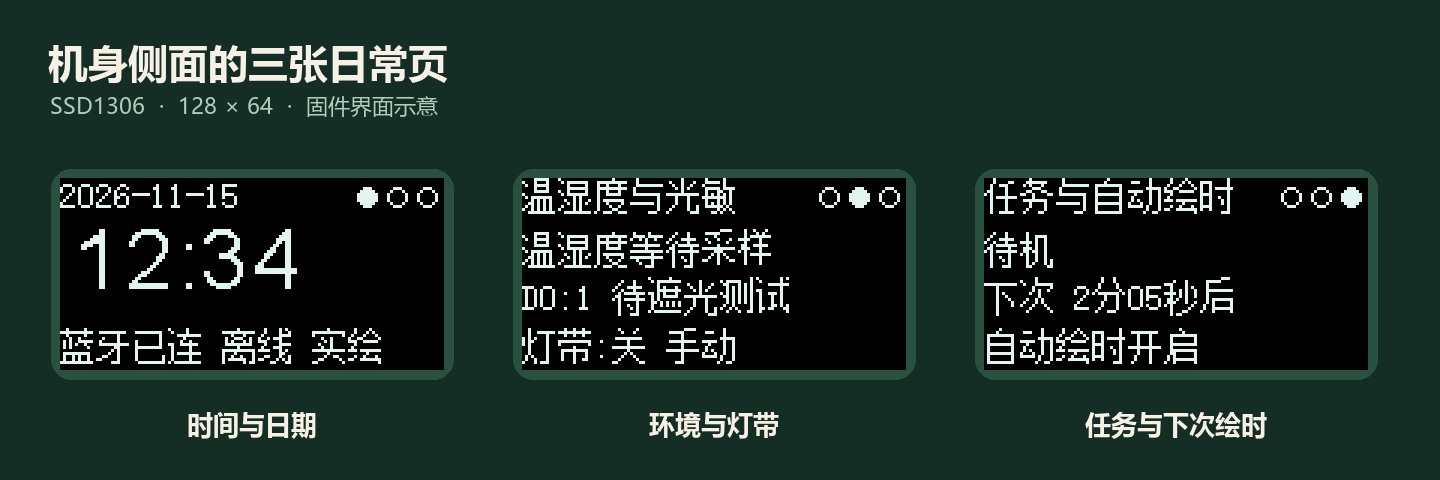 机身侧面的三张日常页
SSD1306 · 128 × 64 · 固件界面示意
2026-11-15
12:34
蓝牙已连 离线 实绘
时间与日期
温湿度与光敏
温湿度等待采样
DO:1 待遮光测试
灯带:关 手动
环境与灯带
任务与自动绘时
待机
下次 2分05秒后
自动绘时开启
任务与下次绘时